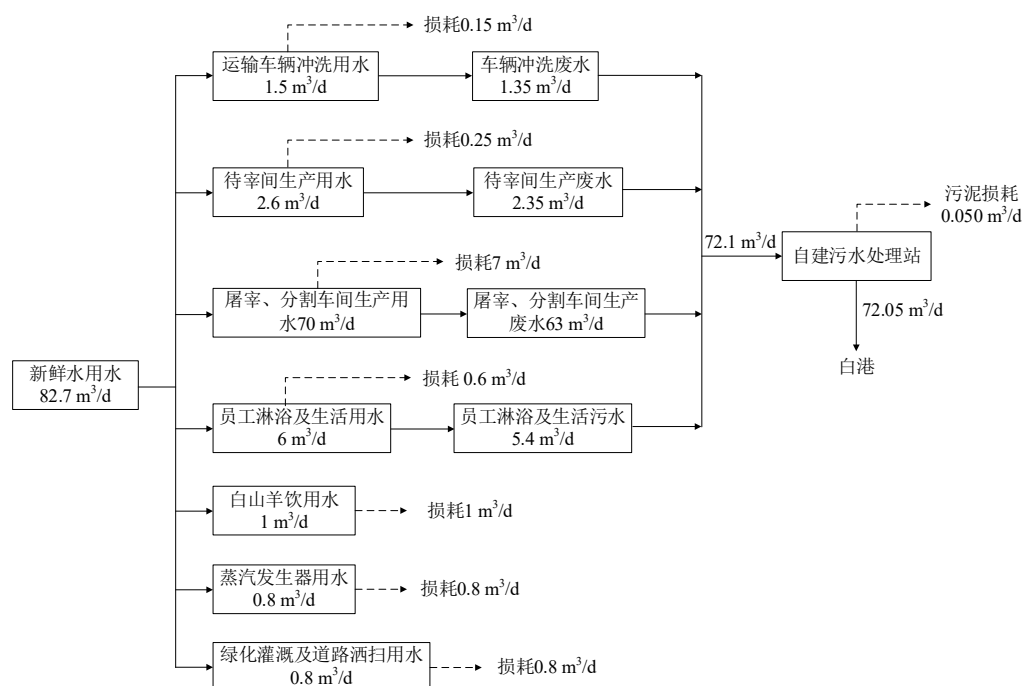 损耗0.15 m³/d
运输车辆冲洗用水
1.5 m³/d
车辆冲洗废水
1.35 m³/d
损耗0.25 m³/d
待宰间生产用水
2.6 m³/d
待宰间生产废水
2.35 m³/d
污泥损耗
0.050 m³/d
72.1 m³/d
自建污水处理站
损耗7 m³/d
屠宰、分割车间生产用
水70 m³/d
屠宰、分割车间生产
废水63 m³/d
72.05 m³/d
白港
新鲜水用水
82.7 m³/d
损耗 0.6 m³/d
员工淋浴及生活用水
6 m³/d
员工淋浴及生活污水
5.4 m³/d
白山羊饮用水
1 m³/d
损耗1 m³/d
蒸汽发生器用水
0.8 m³/d
损耗0.8 m³/d
绿化灌溉及道路洒扫用水
0.8 m³/d
损耗0.8 m³/d